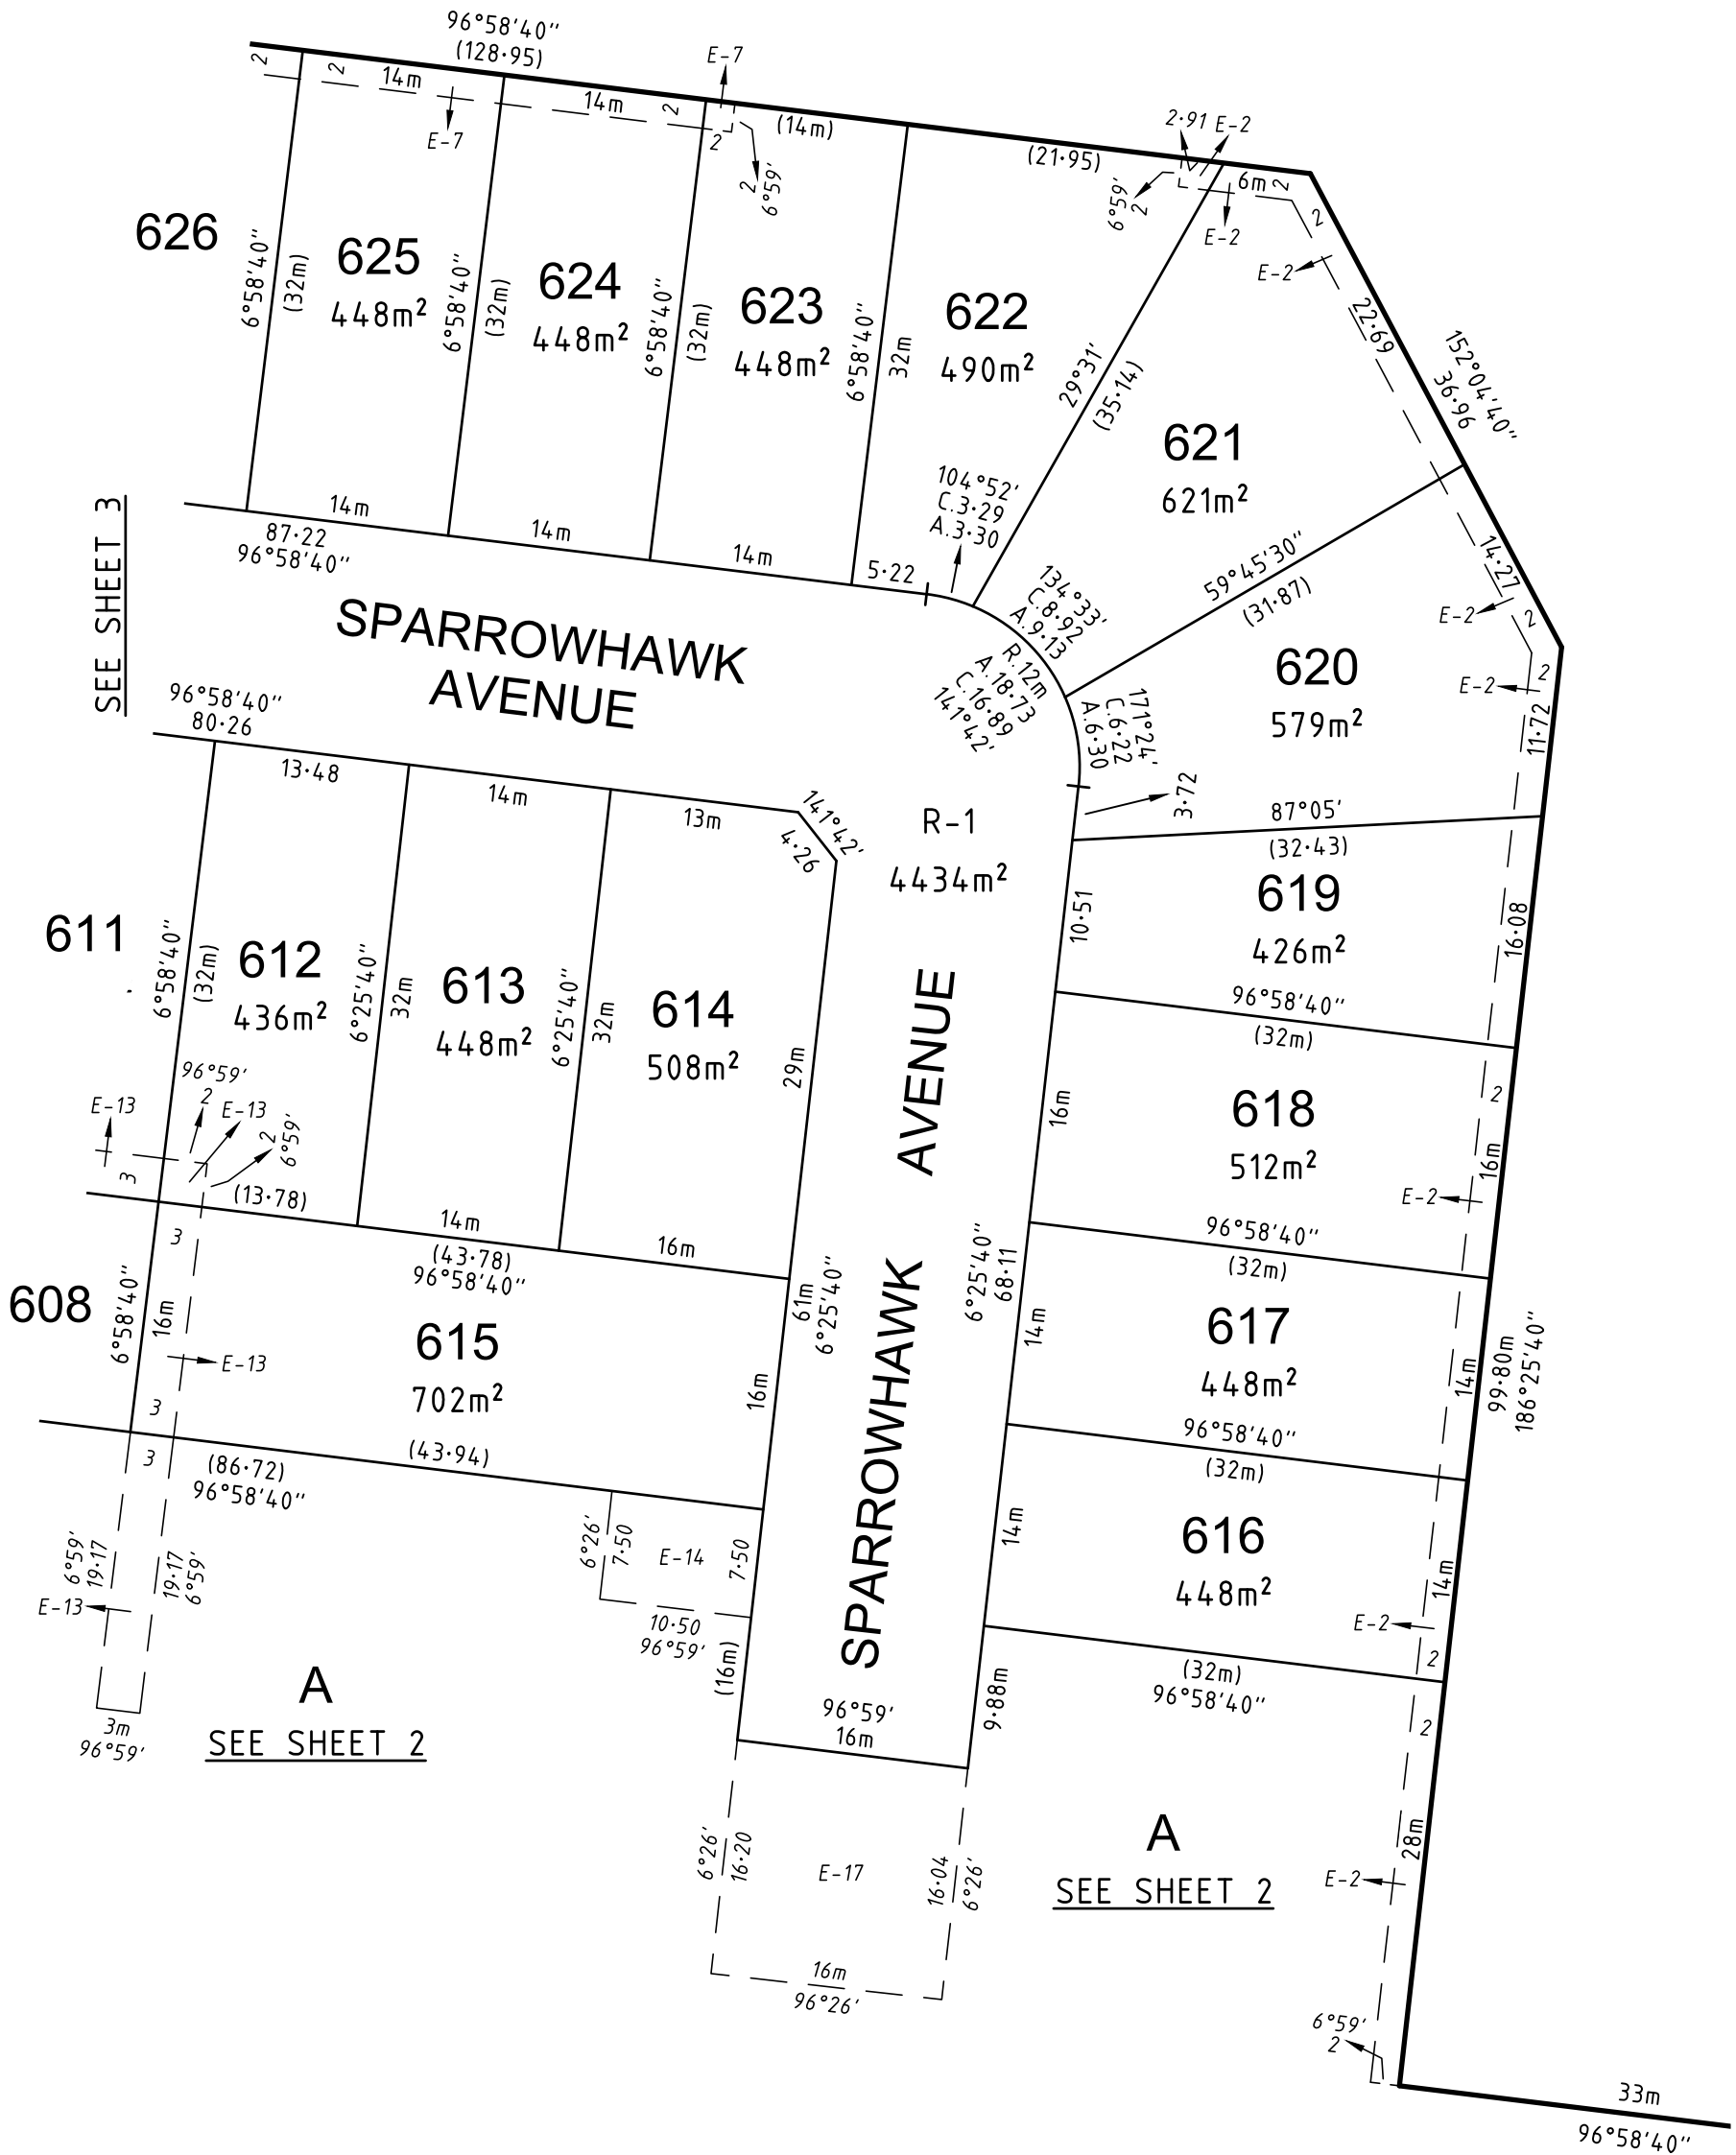 96°58'40"
(128·95)
E-7
2
2
14m
14m
2
2
(14m)
E-7
2
6°59'
(21·95)
2·91 E-2
6m
2
2
6°59'
2
E-2
E-2
626
6°58'40"
(32m)
625
448m²
6°58'40"
(32m)
624
448m²
6°58'40"
(32m)
623
448m²
6°58'40"
32m
622
490m²
29°31'
(35·14)
621
621m²
22·69
152°04'40"
36·96
SEE SHEET 3
14m
14m
14m
5·22
87·22
96°58'40"
104°52'
C.3·29
A.3·30
134°33'
C.8·92
A.9·13
R.12m
A.18·73
C.16·89
141°42'
59°45'30"
(31·87)
14·27
E-2
2
620
579m²
E-2
2
11·72
171°24'
C.6·22
A.6·30
3·72
SPARROWHAWK
AVENUE
96°58'40"
80·26
13·48
14m
13m
141°42'
4·26
R-1
4434m²
87°05'
(32·43)
619
426m²
10·51
16·08
96°58'40"
(32m)
611
6°58'40"
(32m)
612
436m²
6°25'40"
32m
613
448m²
6°25'40"
32m
614
508m²
29m
96°59'
2
E-13
E-13
2
6°59'
3
(13·78)
14m
16m
(43·78)
96°58'40"
SPARROWHAWK AVENUE
16m
618
512m²
2
16m
E-2
96°58'40"
(32m)
6°25'40"
68·11
61m
6°25'40"
608
6°58'40"
16m
3
E-13
615
702m²
16m
3
14m
617
448m²
14m
99·80m
186°25'40"
96°58'40"
(32m)
(43·94)
3
(86·72)
96°58'40"
14m
616
448m²
14m
E-2
2
6°26'
7·50
E-14
7·50
10·50
96°59'
6°59'
19·17
19·17
6°59'
E-13
(16m)
3m
96°59'
A
SEE SHEET 2
96°59'
16m
9·88m
(32m)
96°58'40"
2
A
SEE SHEET 2
28m
E-2
6°26'
16·20
E-17
16·04
6°26'
16m
96°26'
6°59'
2
33m
96°58'40"